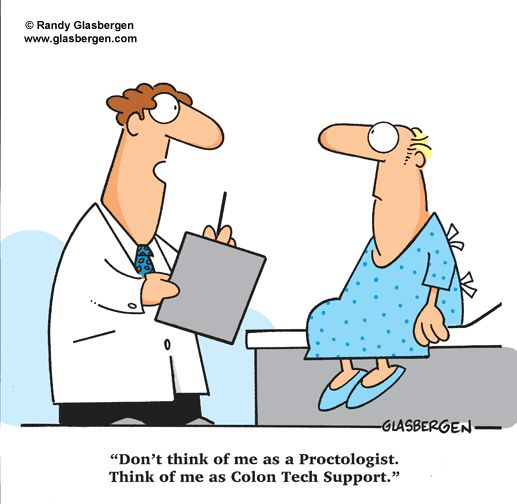 © Randy Glasbergen
www.glasbergen.com
GLASBERGEN
“Don’t think of me as a Proctologist.
Think of me as Colon Tech Support.”